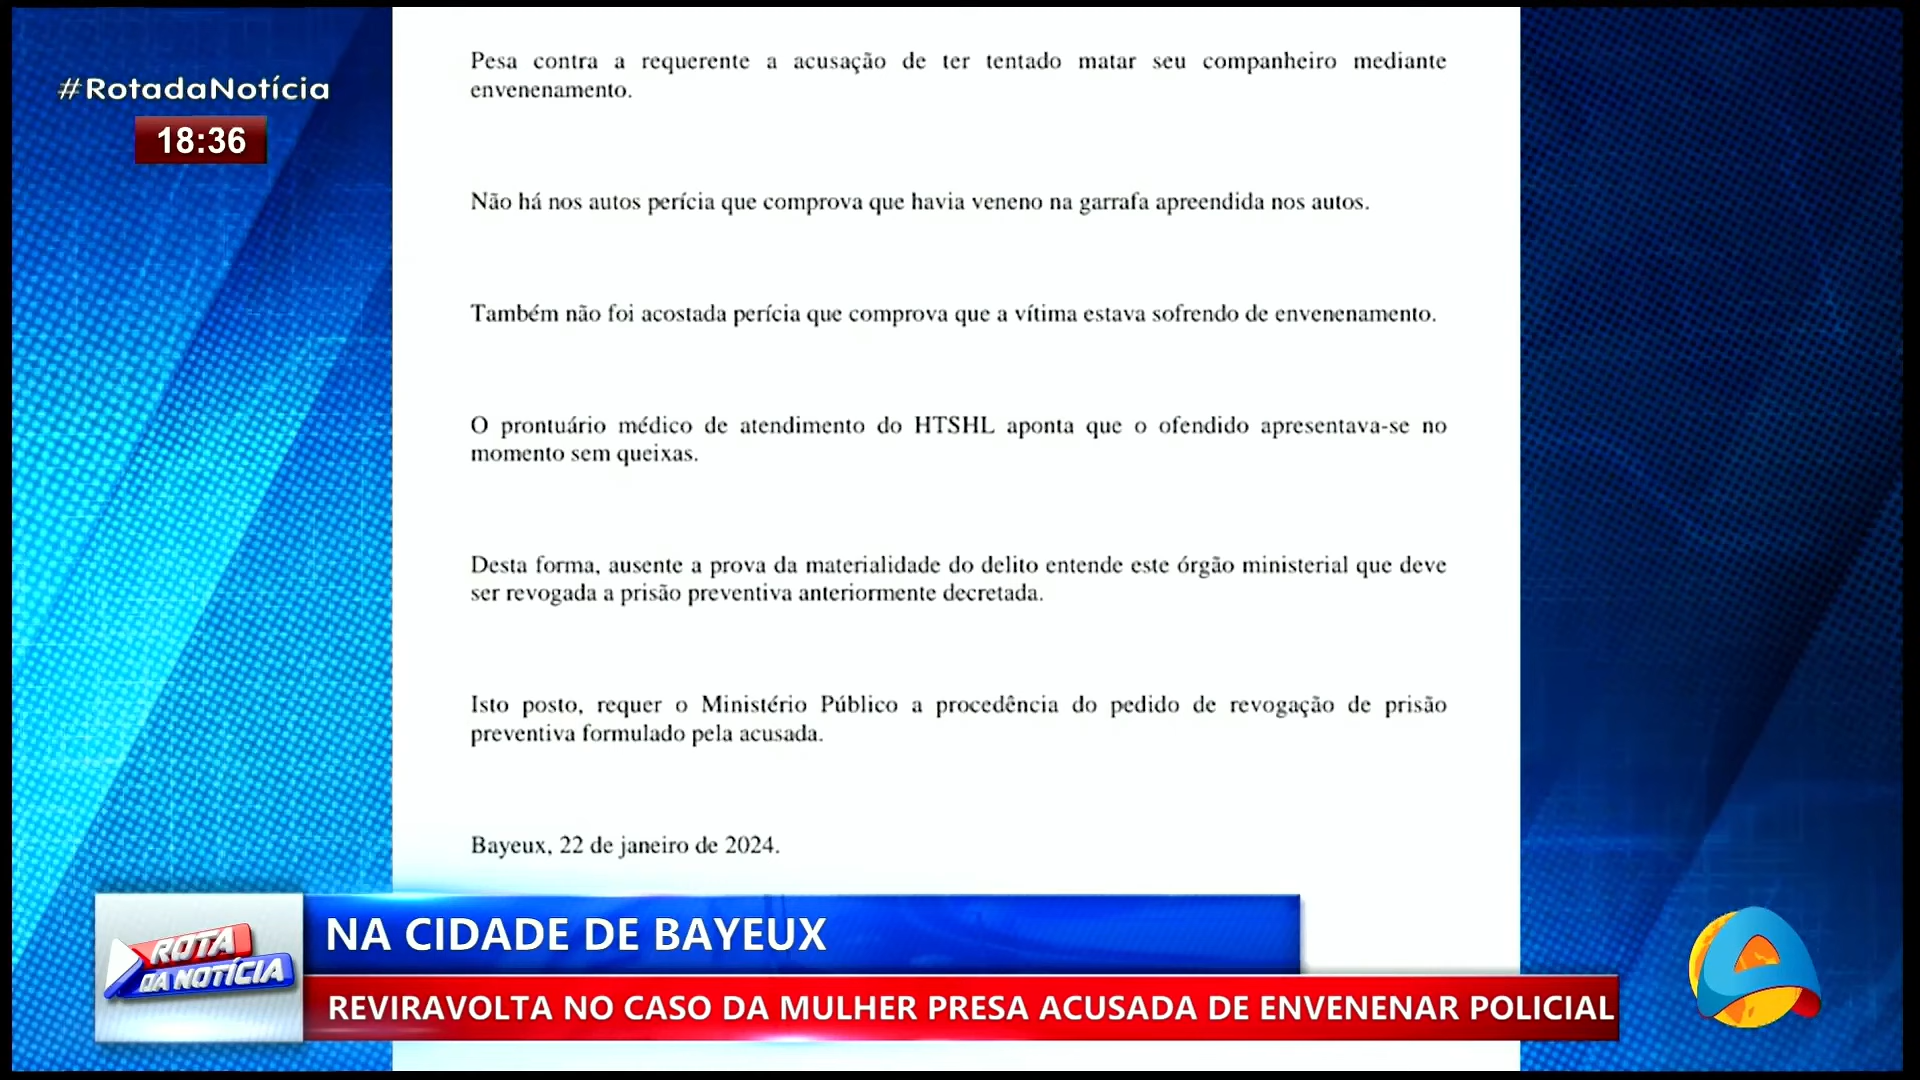 #RotadaNotícia
18:36
Pesa contra a requerente a acusação de ter tentado matar seu companheiro mediante
envenenamento.
Não há nos autos perícia que comprova que havia veneno na garrafa apreendida nos autos.
Também não foi acostada perícia que comprova que a vítima estava sofrendo de envenenamento.
O prontuário médico de atendimento do HTSHL aponta que o ofendido apresentava-se no
momento sem queixas.
Desta forma, ausente a prova da materialidade do delito entende este órgão ministerial que deve
ser revogada a prisão preventiva anteriormente decretada.
Isto posto, requer o Ministério Público a procedência do pedido de revogação de prisão
preventiva formulado pela acusada.
Bayeux, 22 de janeiro de 2024.
ROTA
DA NOTÍCIA
NA CIDADE DE BAYEUX
REVIRAVOLTA NO CASO DA MULHER PRESA ACUSADA DE ENVENENAR POLICIAL